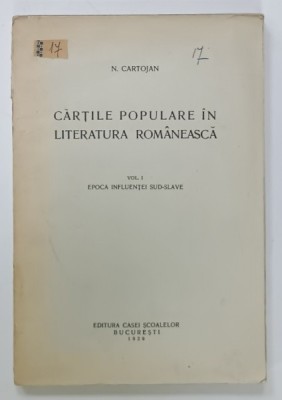 17
17
N. CARTOJAN
CĂRȚILE POPULARE ÎN
LITERATURA ROMÂNEASCĂ
VOL. I
EPOCA INFLUENȚEI SUD-SLAVE
EDITURA CASEI ȘCOALELOR
BUCUREȘTI